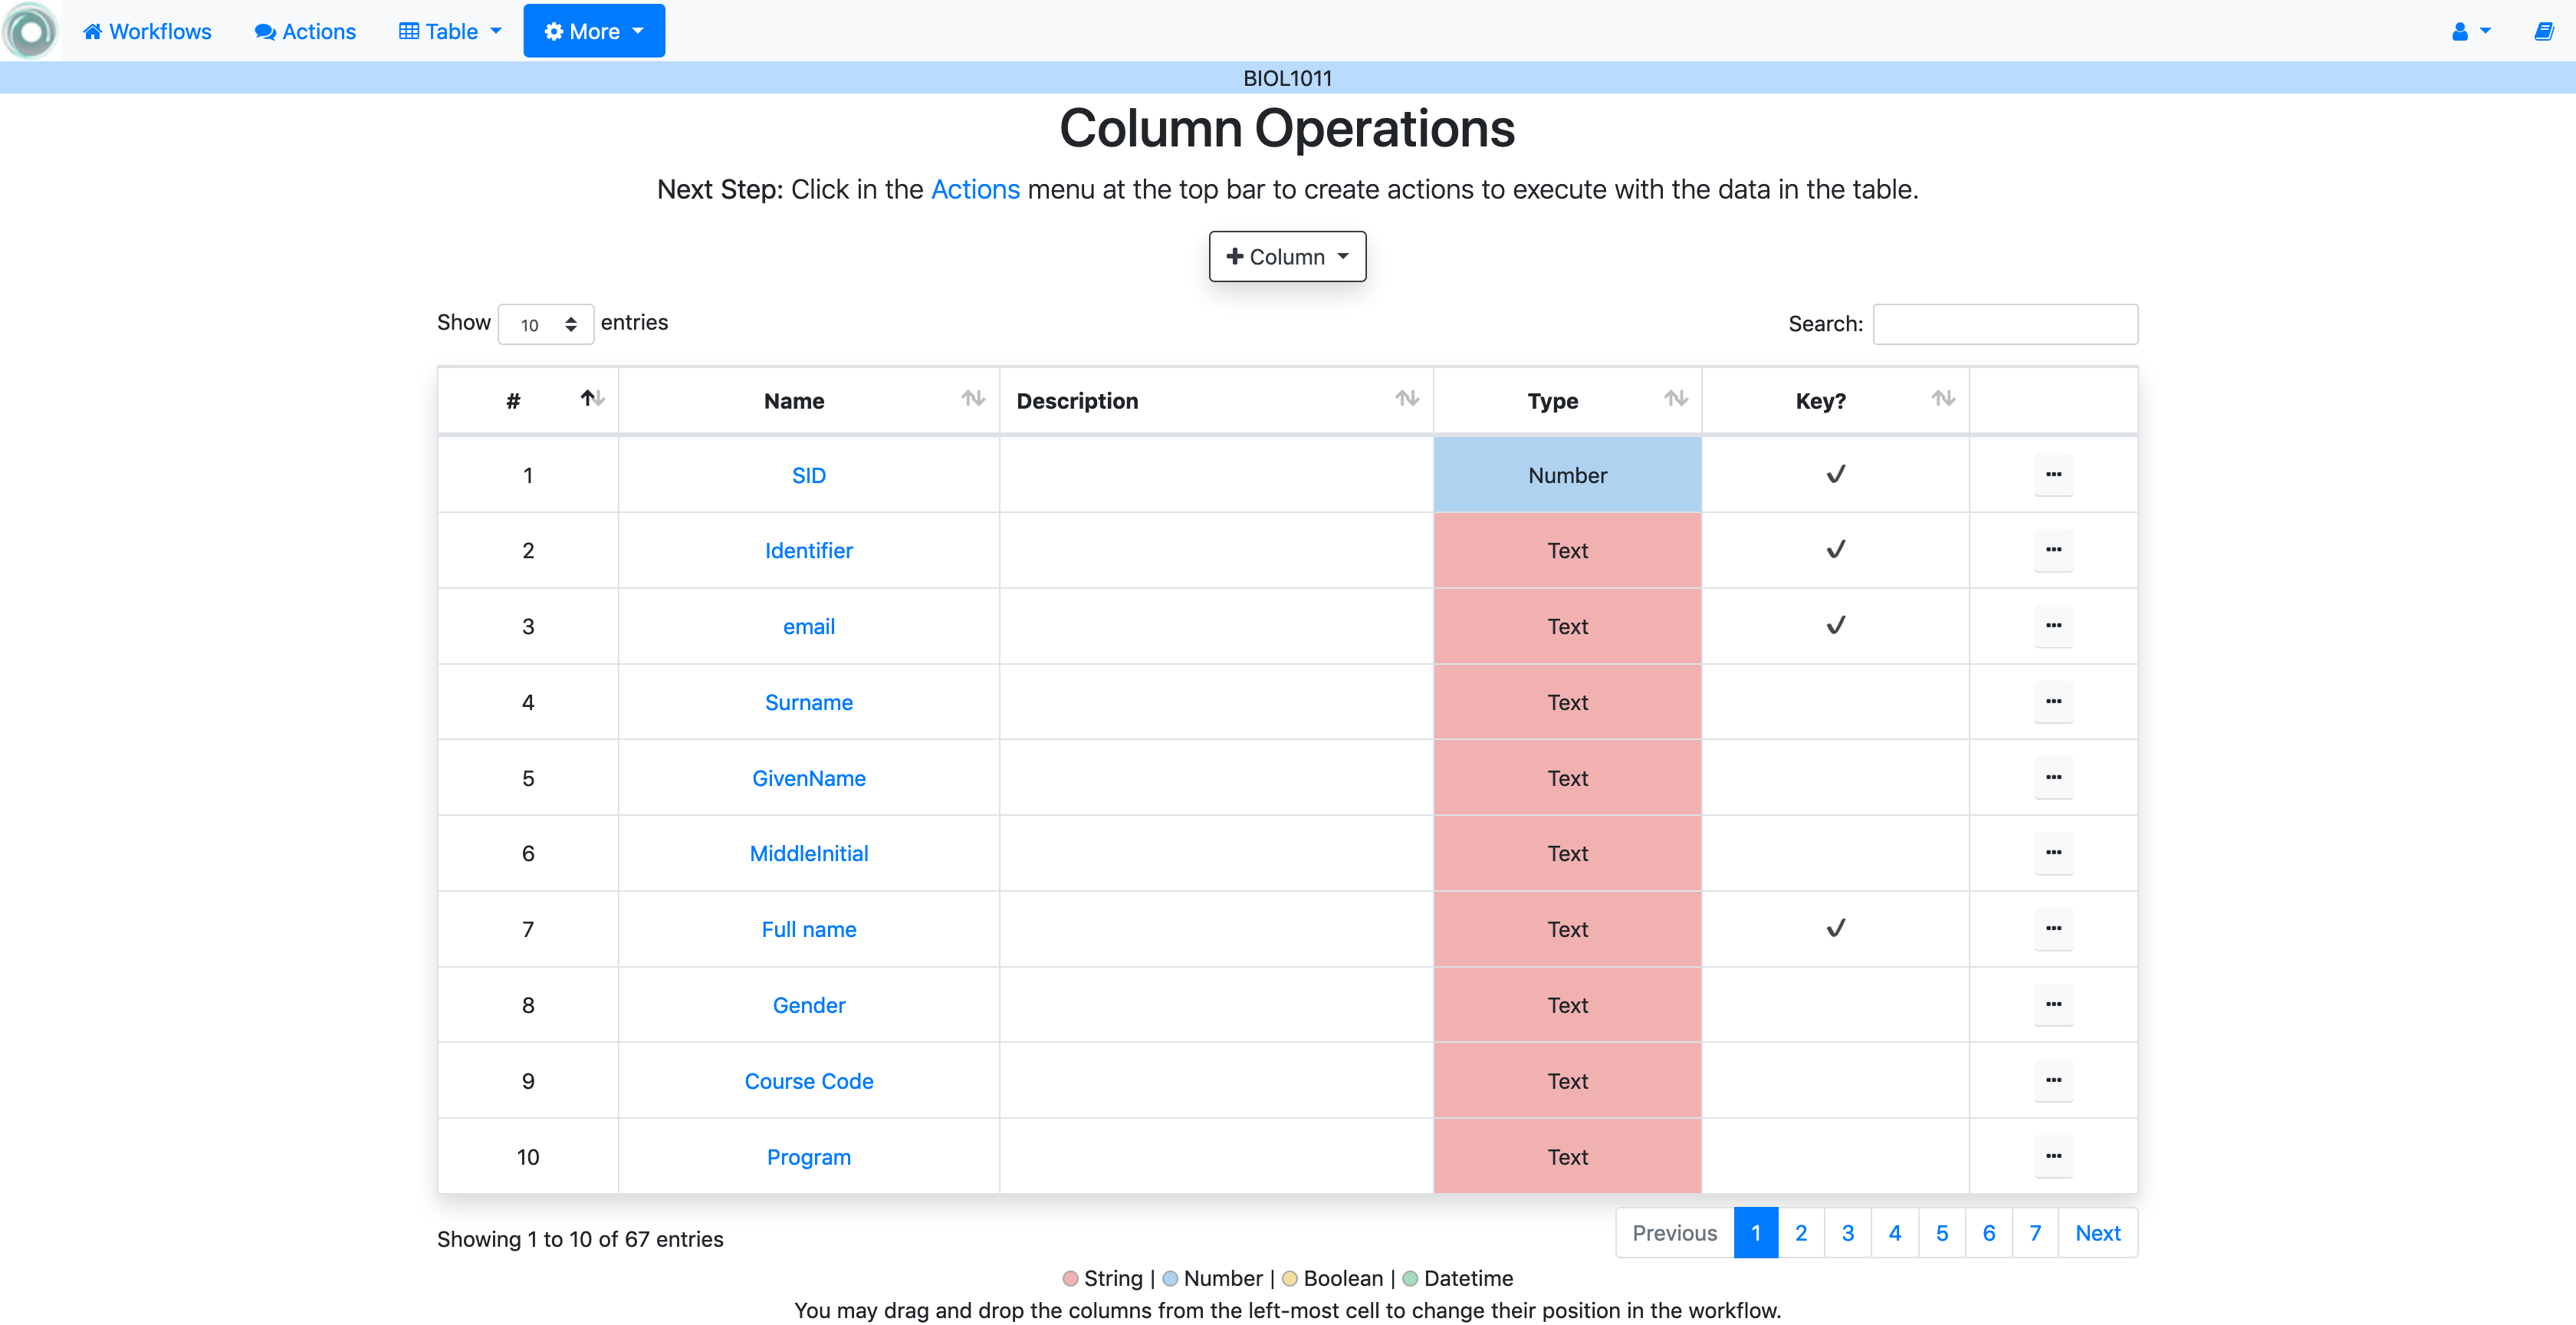 Workflows Actions Table More
BIOL1011
Column Operations
Next Step: Click in the Actions menu at the top bar to create actions to execute with the data in the table.
Column
Show 10 entries Search:
# Name Description Type Key?
1 SID Number
2 Identifier Text
3 email Text
4 Surname Text
5 GivenName Text
6 MiddleInitial Text
7 Full name Text
8 Gender Text
9 Course Code Text
10 Program Text
Showing 1 to 10 of 67 entries Previous 1 2 3 4 5 6 7 Next
String | Number | Boolean | Datetime
You may drag and drop the columns from the left-most cell to change their position in the workflow.